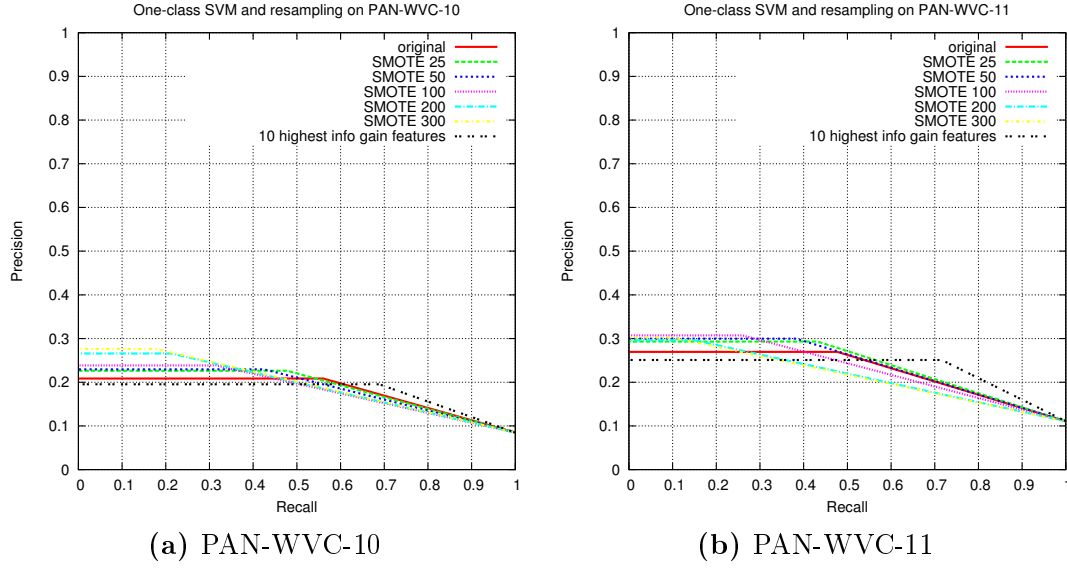 One-class SVM and resampling on PAN-WVC-10
Precision
1
0.9
0.8
0.7
0.6
0.5
0.4
0.3
0.2
0.1
0
original
SMOTE 25
SMOTE 50
SMOTE 100
SMOTE 200
SMOTE 300
10 highest info gain features
0 0.1 0.2 0.3 0.4 0.5 0.6 0.7 0.8 0.9 1
Recall
(a) PAN-WVC-10
One-class SVM and resampling on PAN-WVC-11
Precision
1
0.9
0.8
0.7
0.6
0.5
0.4
0.3
0.2
0.1
0
original
SMOTE 25
SMOTE 50
SMOTE 100
SMOTE 200
SMOTE 300
10 highest info gain features
0 0.1 0.2 0.3 0.4 0.5 0.6 0.7 0.8 0.9 1
Recall
(b) PAN-WVC-11